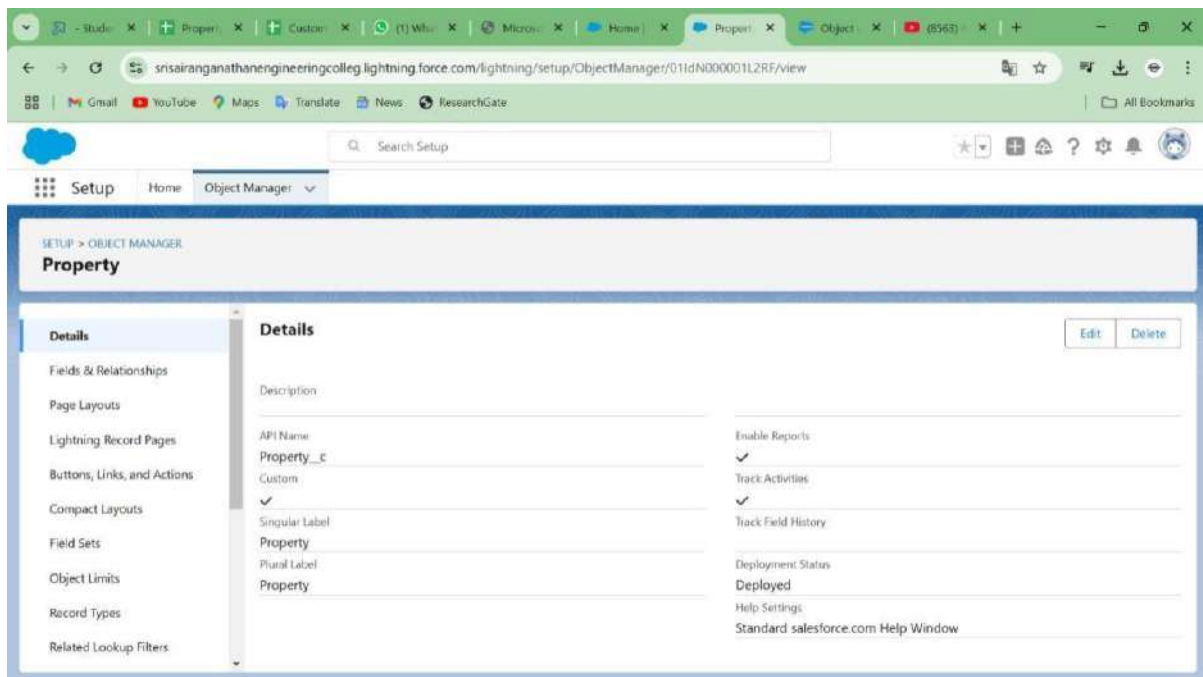 - Studio
Propert
Custom
(1) Wha
Microso
Home |
Propert
Object
(8563)
srisairanganathanengineeringcolleg.lightning.force.com/lightning/setup/ObjectManager/01IdN000001L2RF/view
Gmail YouTube Maps Translate News ResearchGate All Bookmarks
Search Setup
Setup Home Object Manager
SETUP > OBJECT MANAGER
Property
Details
Fields & Relationships
Page Layouts
Lightning Record Pages
Buttons, Links, and Actions
Compact Layouts
Field Sets
Object Limits
Record Types
Related Lookup Filters
Details
Edit Delete
Description
API Name
Property__c
Custom
Singular Label
Property
Plural Label
Property
Enable Reports
Track Activities
Track Field History
Deployment Status
Deployed
Help Settings
Standard salesforce.com Help Window